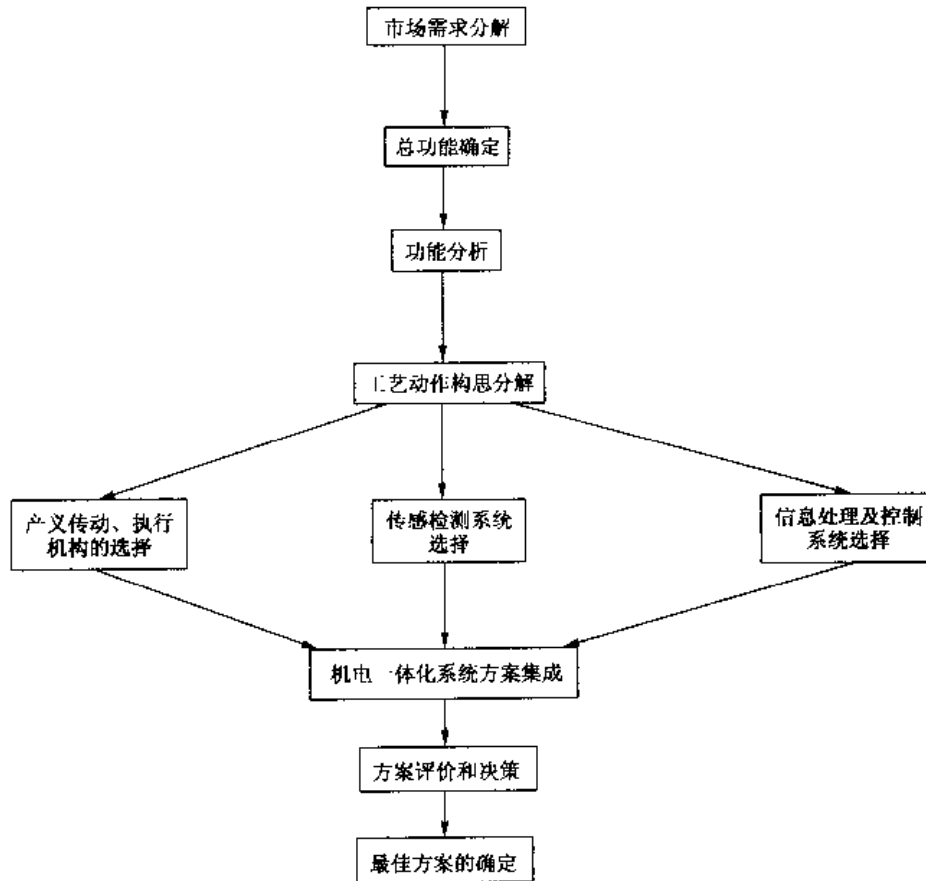 市场需求分解
总功能确定
功能分析
工艺动作构思分解
产义传动、执行
机构的选择
传感检测系统
选择
信息处理及控制
系统选择
机电一体化系统方案集成
方案评价和决策
最佳方案的确定